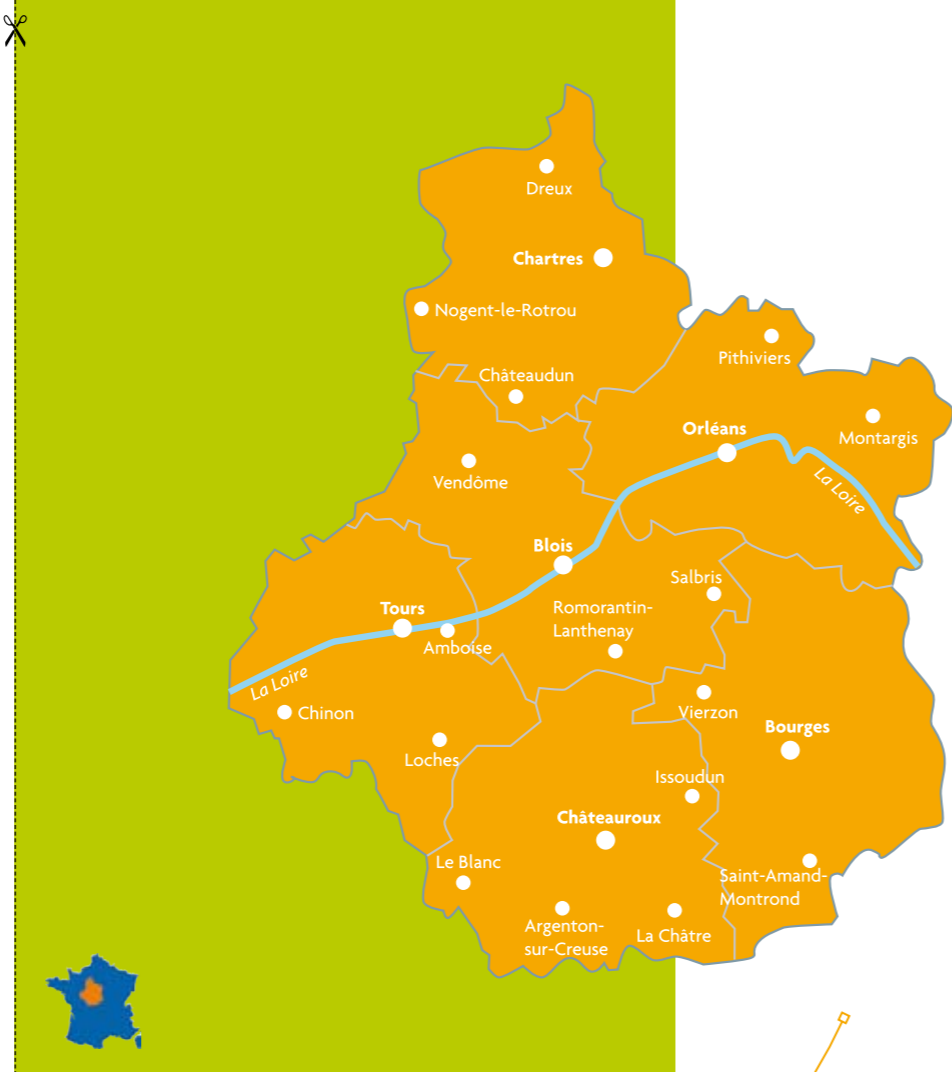 Dreux
Chartres
Nogent-le-Rotrou
Pithiviers
Châteaudun
Orléans
Montargis
Vendôme
La Loire
Blois
Salbris
Romorantin-
Lanthenay
Tours
Amboise
La Loire
Chinon
Vierzon
Bourges
Loches
Issoudun
Châteauroux
Le Blanc
Saint-Amand-
Montrond
Argenton-
sur-Creuse
La Châtre